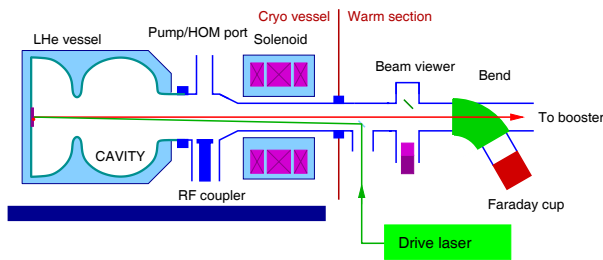 Cryo vessel
Warm section
Pump/HOM port
LHe vessel
Solenoid
Beam viewer
Bend
To booster
CAVITY
RF coupler
Faraday cup
Drive laser